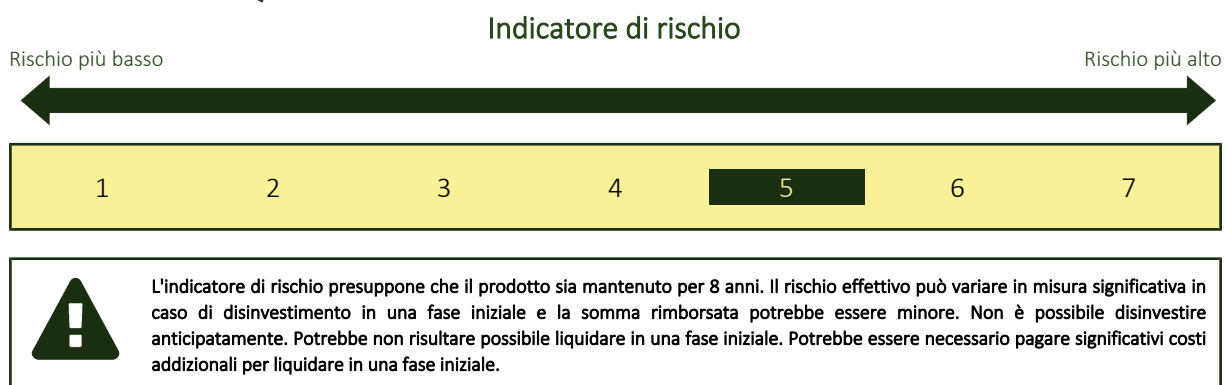 Indicatore di rischio
Rischio più basso
Rischio più alto
1 2 3 4 5 6 7
L'indicatore di rischio presuppone che il prodotto sia mantenuto per 8 anni. Il rischio effettivo può variare in misura significativa in
caso di disinvestimento in una fase iniziale e la somma rimborsata potrebbe essere minore. Non è possibile disinvestire
anticipatamente. Potrebbe non risultare possibile liquidare in una fase iniziale. Potrebbe essere necessario pagare significativi costi
addizionali per liquidare in una fase iniziale.